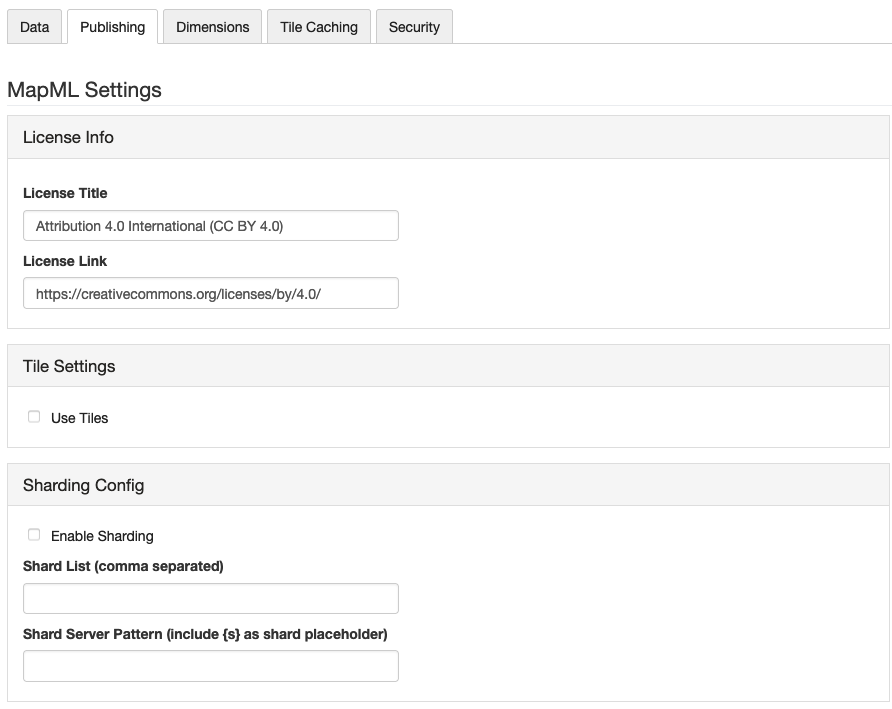 Data Publishing Dimensions Tile Caching Security
MapML Settings
License Info
License Title
Attribution 4.0 International (CC BY 4.0)
License Link
https://creativecommons.org/licenses/by/4.0/
Tile Settings
Use Tiles
Sharding Config
Enable Sharding
Shard List (comma separated)
Shard Server Pattern (include {s} as shard placeholder)